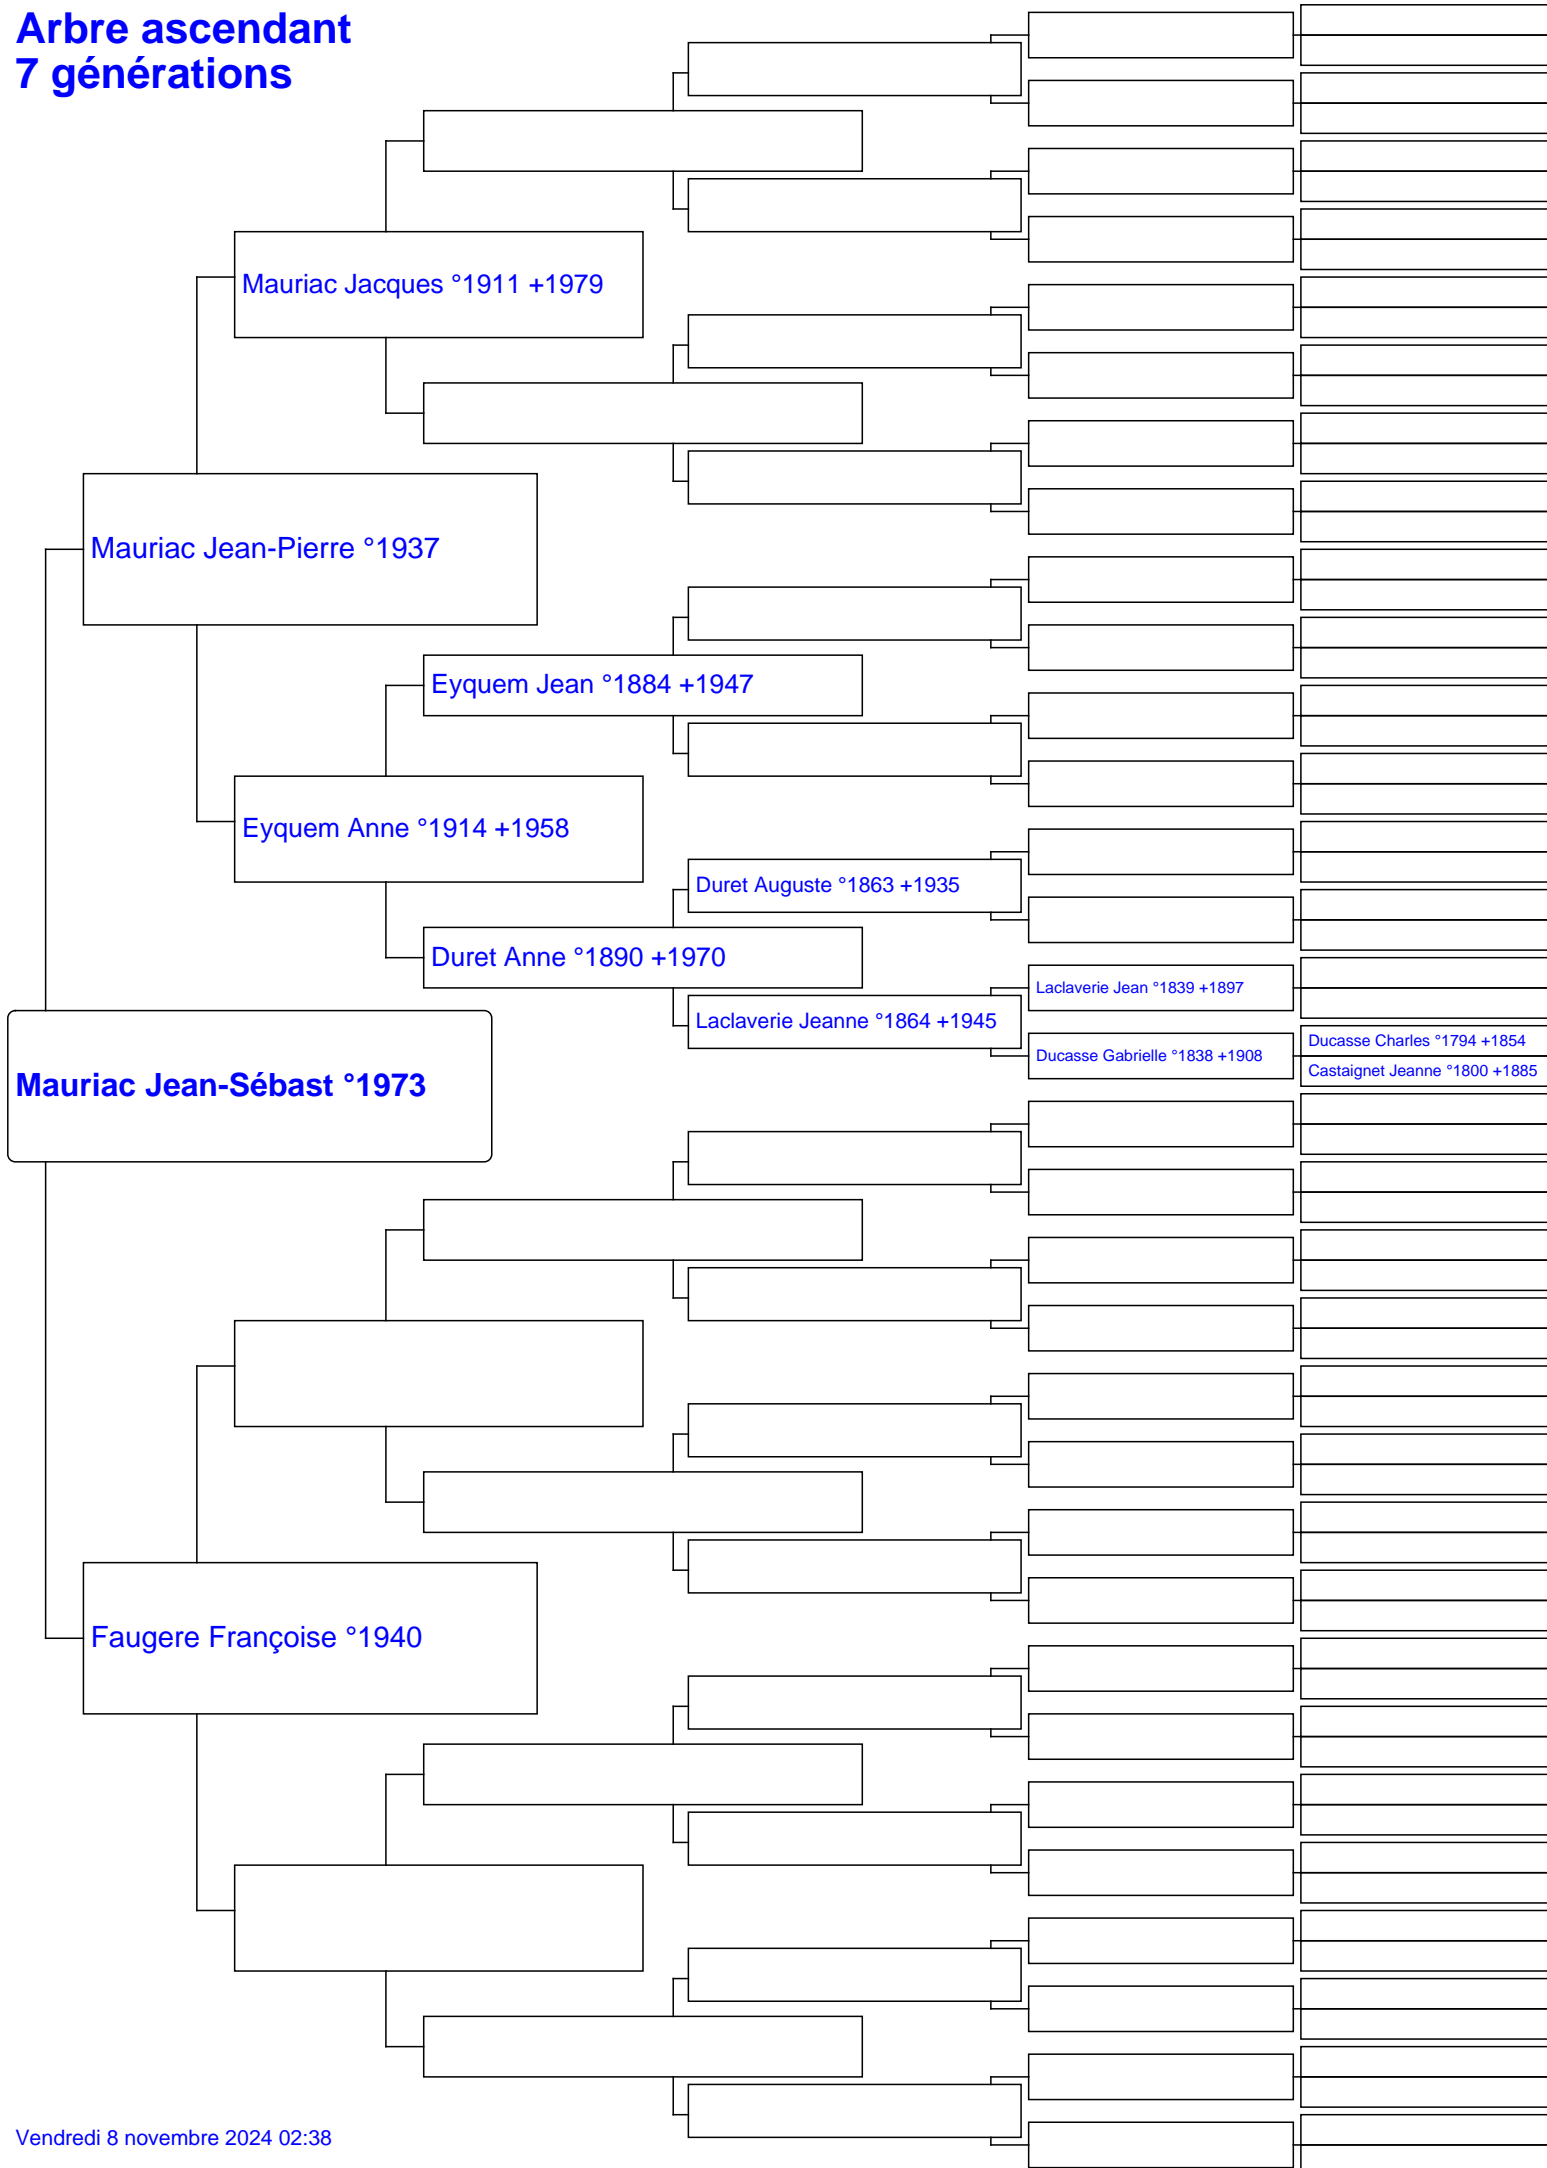 Arbre ascendant
7 générations
Mauriac Jacques °1911 +1979
Mauriac Jean-Pierre °1937
Eyquem Jean °1884 +1947
Eyquem Anne °1914 +1958
Duret Auguste °1863 +1935
Duret Anne °1890 +1970
Laclaverie Jean °1839 +1897
Laclaverie Jeanne °1864 +1945
Ducasse Gabrielle °1838 +1908
Ducasse Charles °1794 +1854
Castaignet Jeanne °1800 +1885
Mauriac Jean-Sébast °1973
Faugere Françoise °1940
Vendredi 8 novembre 2024 02:38